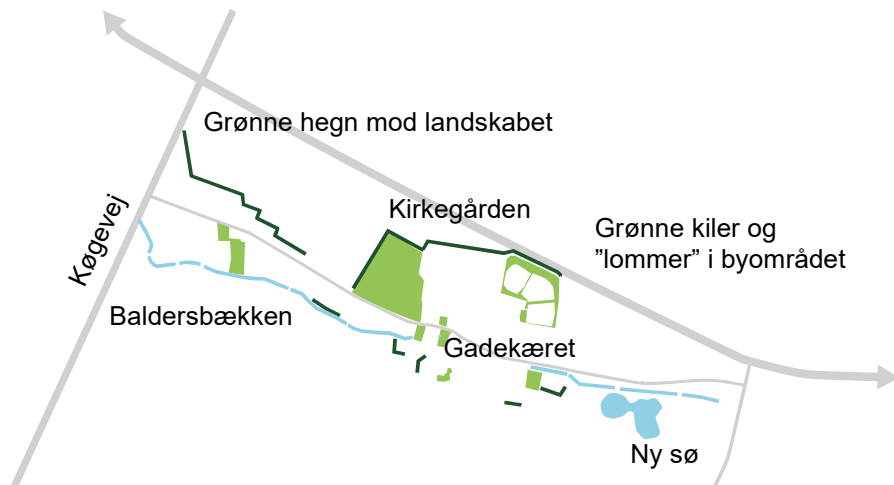 Grønne hegn mod landskabet
Kirkegården
Grønne kiler og
”lommer” i byområdet
Køgevej
Baldersbækken
Gadekæret
Ny sø